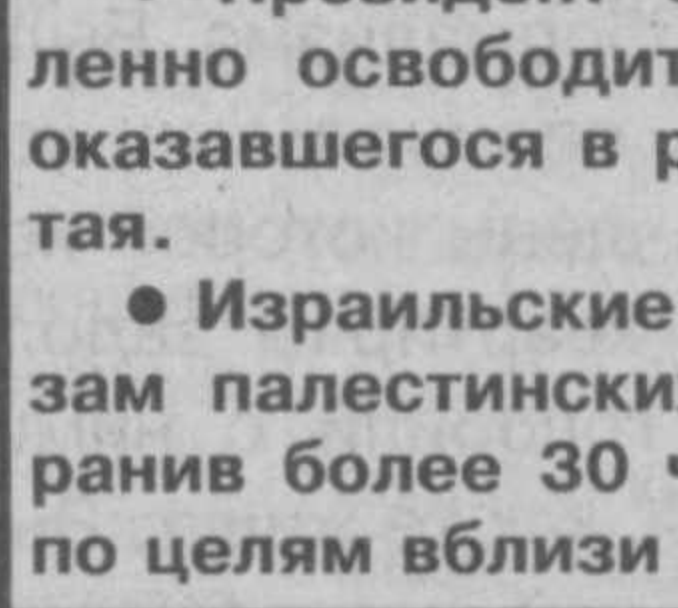 ленно освободит
оказавшегося в р
тая.
● Израильские
зам палестински
ранив более 30
по целям вблизи